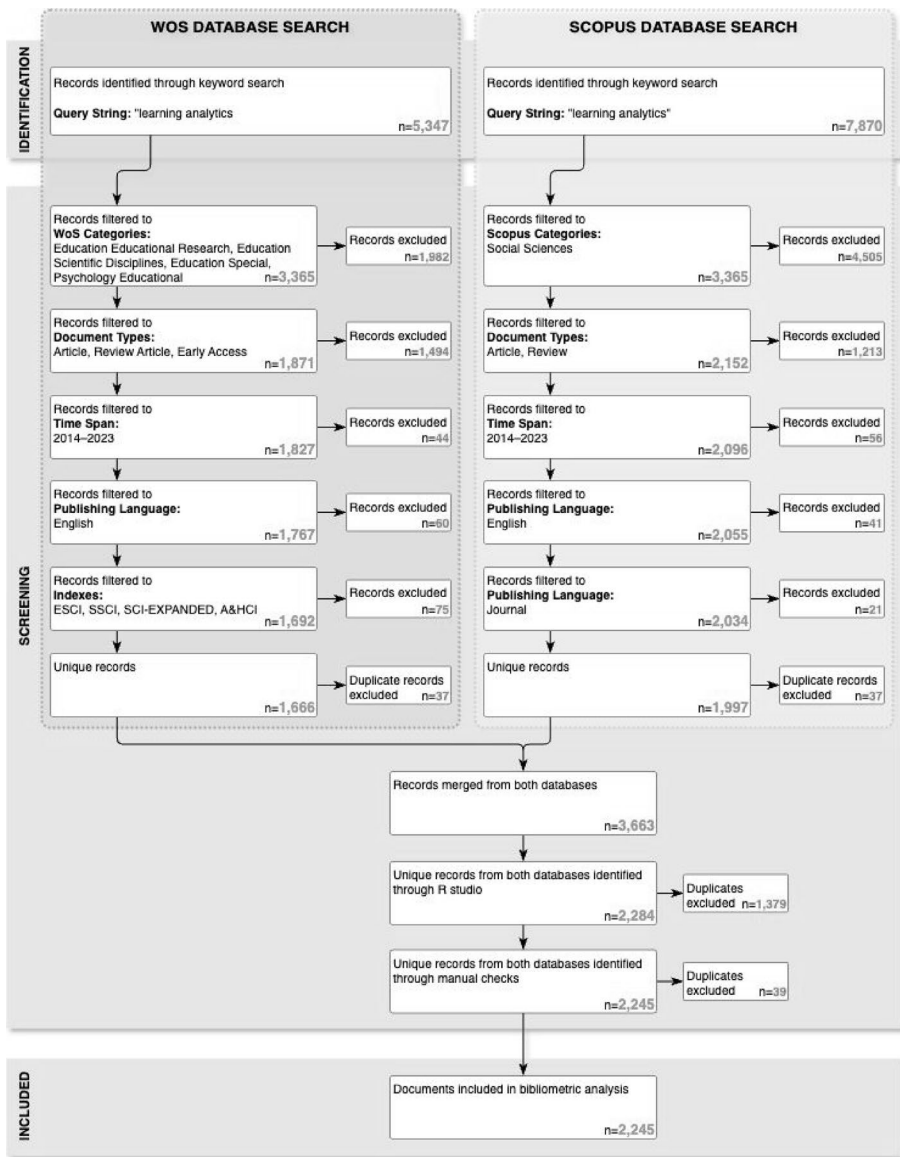 WOS DATABASE SEARCH
SCOPUS DATABASE SEARCH
IDENTIFICATION
Records identified through keyword search
Query String: "learning analytics
n=5,347
Records identified through keyword search
Query String: "learning analytics"
n=7,870
SCREENING
Records filtered to
WoS Categories:
Education Educational Research, Education
Scientific Disciplines, Education Special,
Psychology Educational
n=3,365
Records excluded
n=1,982
Records filtered to
Scopus Categories:
Social Sciences
n=3,365
Records excluded
n=4,505
Records filtered to
Document Types:
Article, Review Article, Early Access
n=1,871
Records excluded
n=1,494
Records filtered to
Document Types:
Article, Review
n=2,152
Records excluded
n=1,213
Records filtered to
Time Span:
2014–2023
n=1,827
Records excluded
n=44
Records filtered to
Time Span:
2014–2023
n=2,096
Records excluded
n=56
Records filtered to
Publishing Language:
English
n=1,767
Records excluded
n=60
Records filtered to
Publishing Language:
English
n=2,055
Records excluded
n=41
Records filtered to
Indexes:
ESCI, SSCI, SCI-EXPANDED, A&HCI
n=1,692
Records excluded
n=75
Records filtered to
Publishing Language:
Journal
n=2,034
Records excluded
n=21
Unique records
n=1,666
Duplicate records
excluded n=37
Unique records
n=1,997
Duplicate records
excluded n=37
Records merged from both databases
n=3,663
Unique records from both databases identified
through R studio
n=2,284
Duplicates
excluded n=1,379
Unique records from both databases identified
through manual checks
n=2,245
Duplicates
excluded n=39
INCLUDED
Documents included in bibliometric analysis
n=2,245